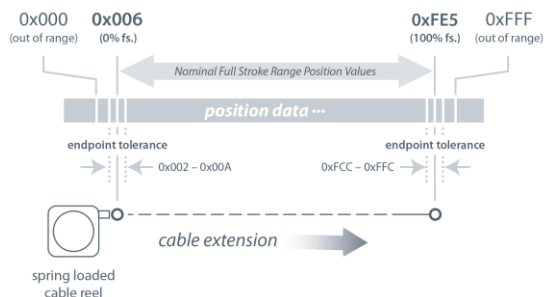 0x000 0x006 0xFE5 0xFFF
(out of range) (0% fs.) (100% fs.) (out of range)
Nominal Full Stroke Range Position Values
position data ···
endpoint tolerance endpoint tolerance
0x002 – 0x00A 0xFCC – 0xFFC
cable extension
spring loaded
cable reel